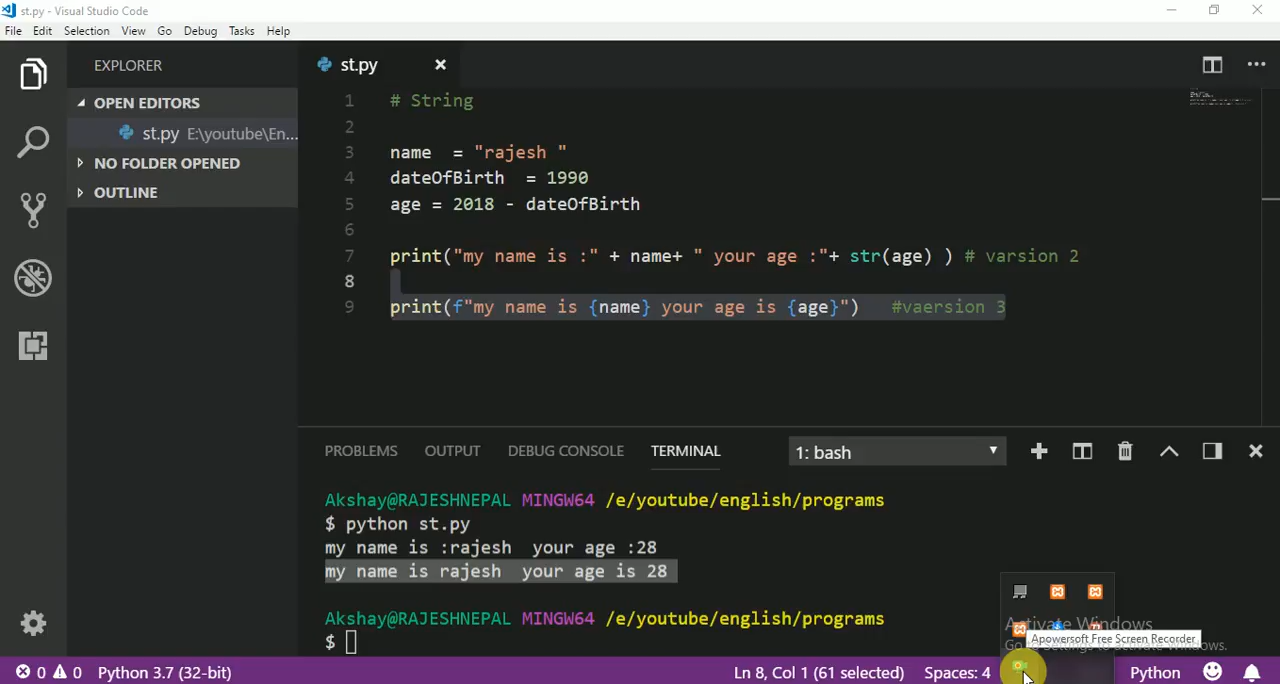 st.py - Visual Studio Code
File Edit Selection View Go Debug Tasks Help
EXPLORER
OPEN EDITORS
st.py E:\youtube\En...
NO FOLDER OPENED
OUTLINE
st.py
1 # String
2
3 name  = "rajesh "
4 dateOfBirth  = 1990
5 age = 2018 - dateOfBirth
6
7 print("my name is :" + name+ " your age :"+ str(age) ) # varsion 2
8
9 print(f"my name is {name} your age is {age}")   #vaersion 3
PROBLEMS OUTPUT DEBUG CONSOLE TERMINAL 1: bash
Akshay@RAJESHNEPAL MINGW64 /e/youtube/english/programs
$ python st.py
my name is :rajesh  your age :28
my name is rajesh  your age is 28
Akshay@RAJESHNEPAL MINGW64 /e/youtube/english/programs
$
Activate Windows
Apowersoft Free Screen Recorder
Go to Settings to activate Windows.
0 0 Python 3.7 (32-bit) Ln 8, Col 1 (61 selected) Spaces: 4 Python